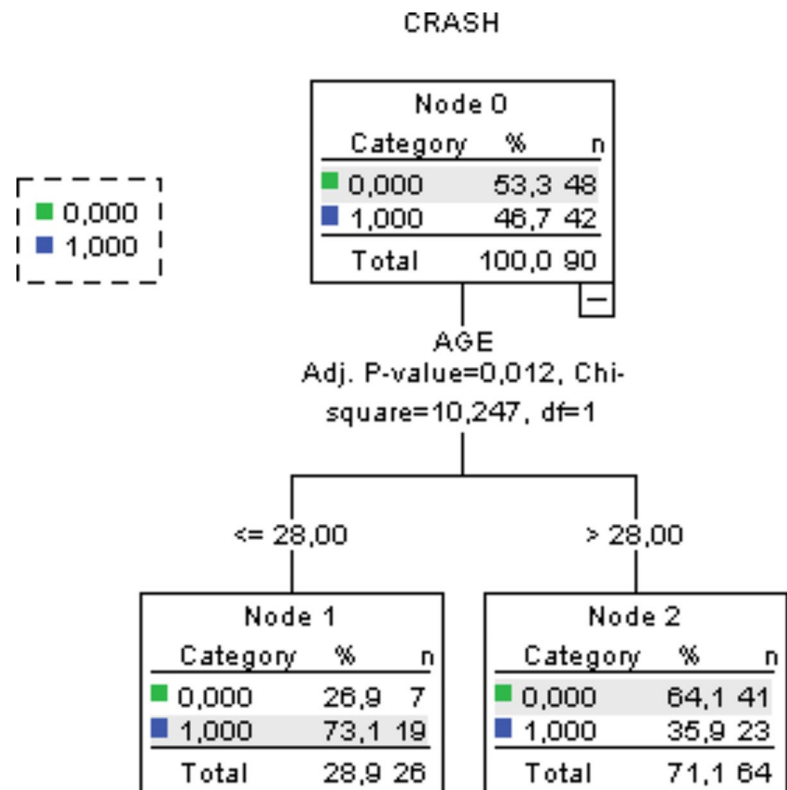 CRASH
Node 0
Category % n
0,000 53,3 48
1,000 46,7 42
Total 100,0 90
0,000
1,000
AGE
Adj. P-value=0,012, Chi-
square=10,247, df=1
<= 28,00
> 28,00
Node 1
Category % n
0,000 26,9 7
1,000 73,1 19
Total 28,9 26
Node 2
Category % n
0,000 64,1 41
1,000 35,9 23
Total 71,1 64